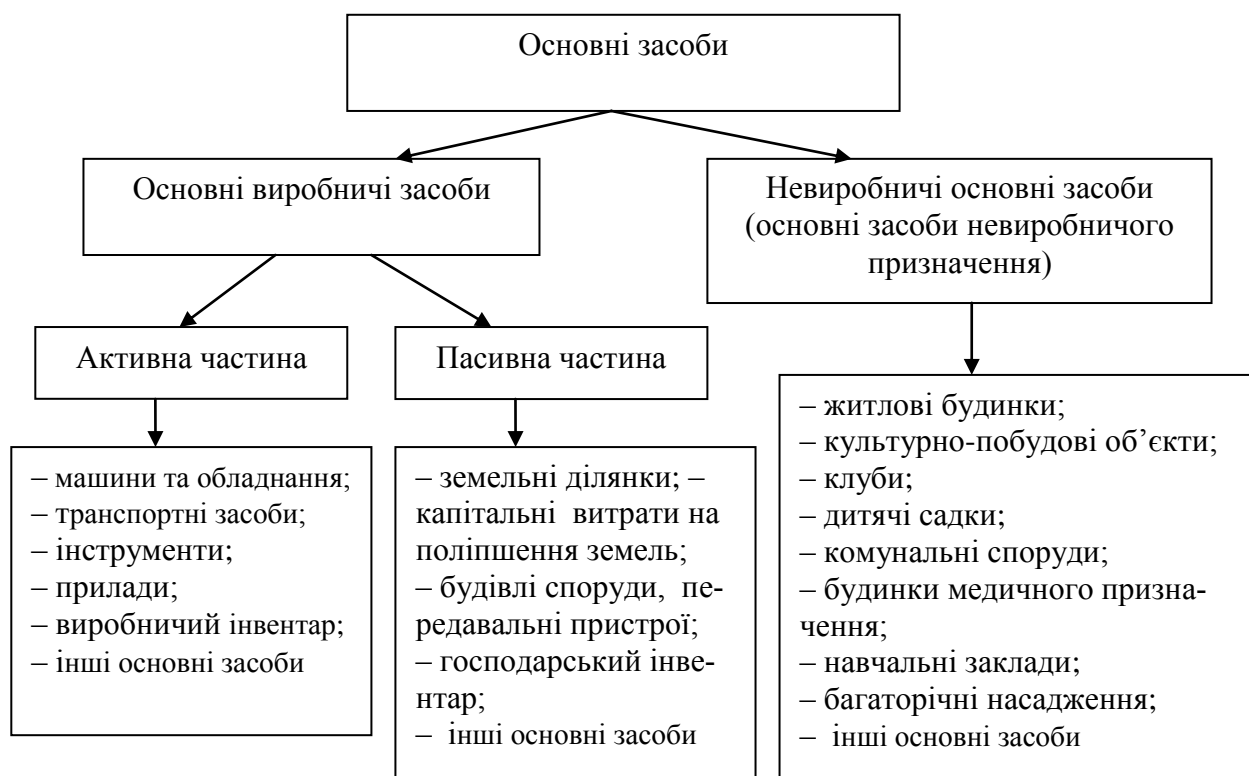 Основні засоби
Основні виробничі засоби
Невиробничі основні засоби
(основні засоби невиробничого
призначення)
Активна частина
Пасивна частина
– машини та обладнання;
– транспортні засоби;
– інструменти;
– прилади;
– виробничий інвентар;
– інші основні засоби
– земельні ділянки; –
капітальні витрати на
поліпшення земель;
– будівлі споруди, пе-
редавальні пристрої;
– господарський інве-
нтар;
– інші основні засоби
– житлові будинки;
– культурно-побудові об’єкти;
– клуби;
– дитячі садки;
– комунальні споруди;
– будинки медичного призна-
чення;
– навчальні заклади;
– багаторічні насадження;
– інші основні засоби